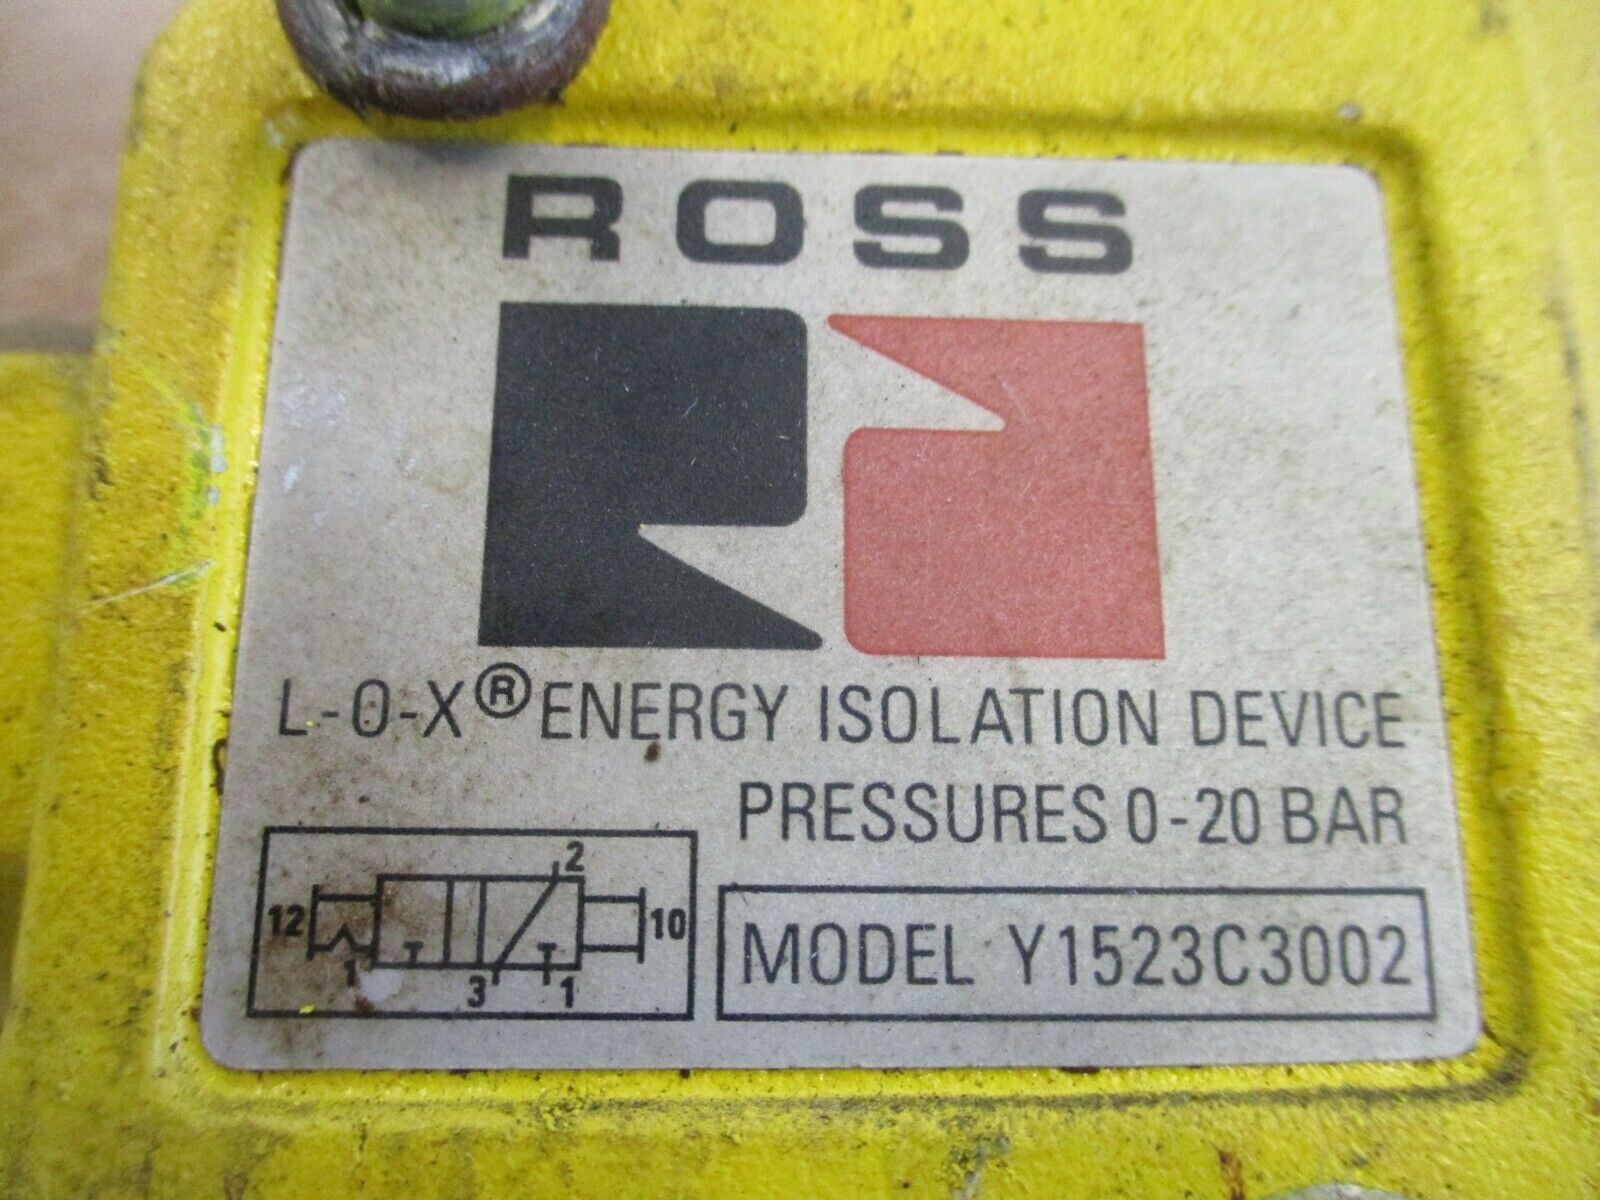 ROSS
L-O-X® ENERGY ISOLATION DEVICE
PRESSURES 0-20 BAR
2
12 10
1 3 1
MODEL Y1523C3002